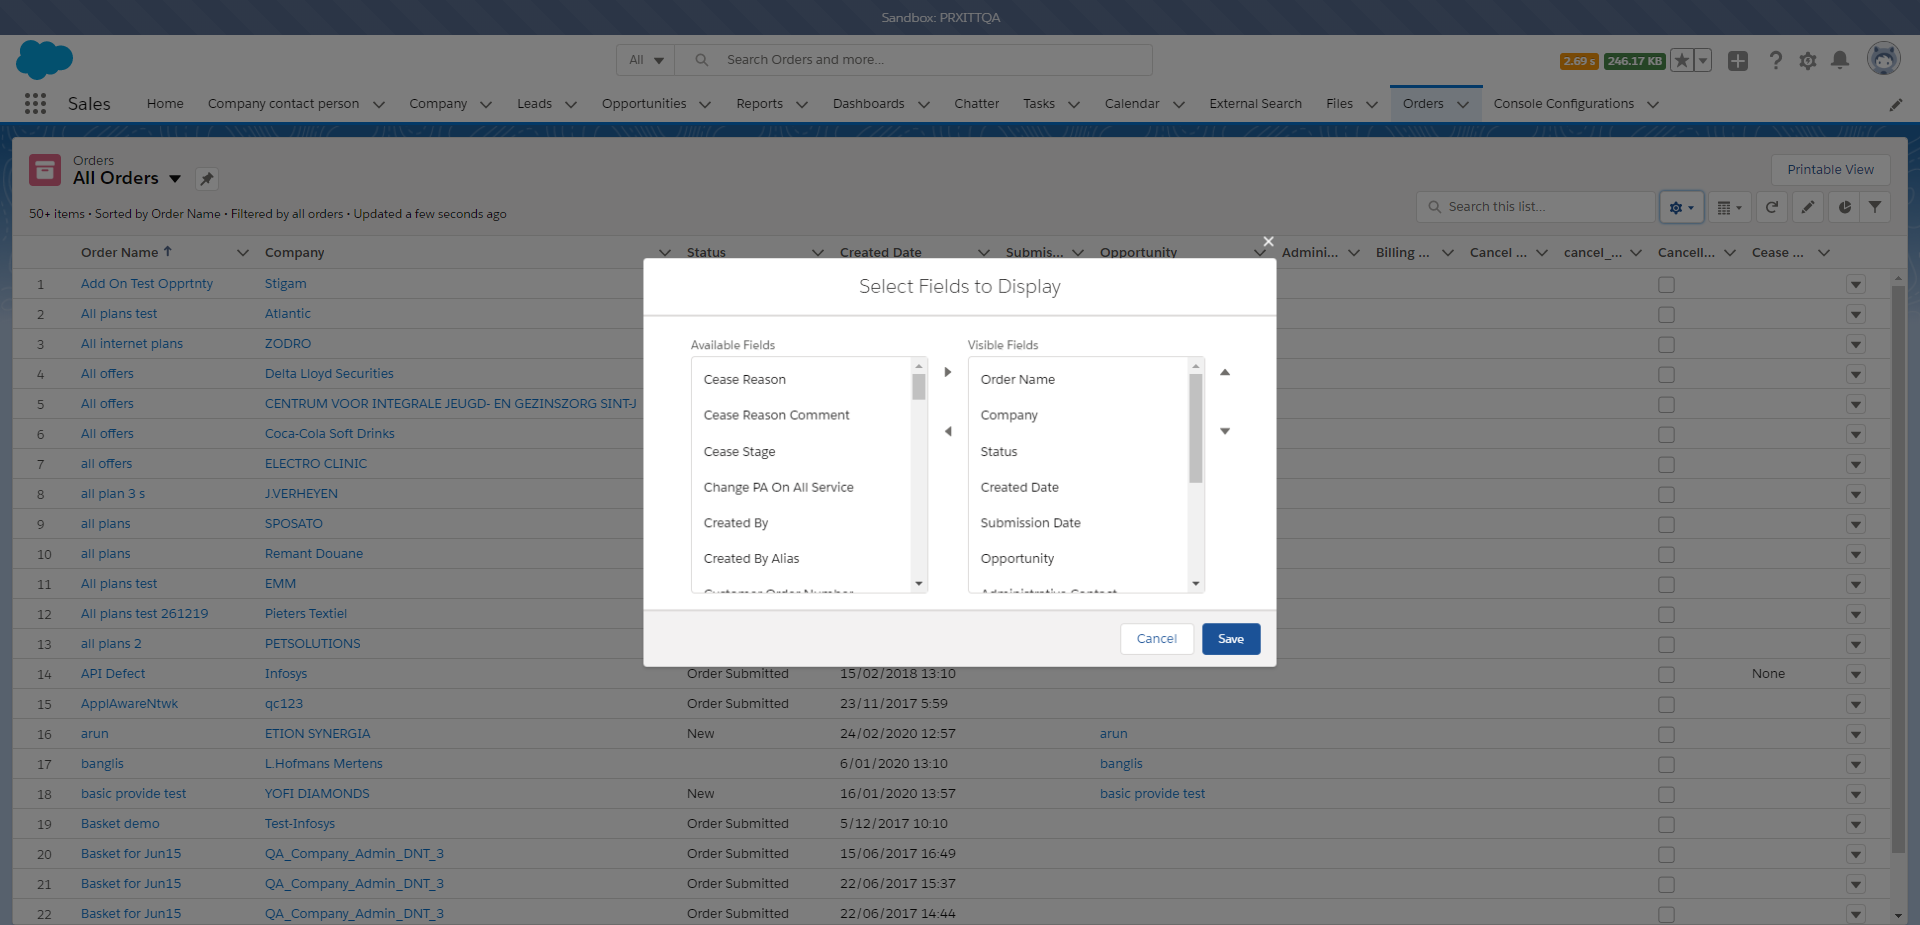 Sandbox: PRXITTQA
All
Search Orders and more...
2.69 s
246.17 KB
Sales
Home
Company contact person
Company
Leads
Opportunities
Reports
Dashboards
Chatter
Tasks
Calendar
External Search
Files
Orders
Console Configurations
Orders
All Orders
Printable View
50+ items • Sorted by Order Name • Filtered by all orders • Updated a few seconds ago
Search this list...
Order Name
Company
Status
Created Date
Submis...
Opportunity
Admini...
Billing ...
Cancel ...
cancel_...
Cancell...
Cease ...
1 Add On Test Opprtnty Stigam
2 All plans test Atlantic
3 All internet plans ZODRO
4 All offers Delta Lloyd Securities
5 All offers CENTRUM VOOR INTEGRALE JEUGD- EN GEZINSZORG SINT-J
6 All offers Coca-Cola Soft Drinks
7 all offers ELECTRO CLINIC
8 all plan 3 s J.VERHEYEN
9 all plans SPOSATO
10 all plans Remant Douane
11 All plans test EMM
12 All plans test 261219 Pieters Textiel
13 all plans 2 PETSOLUTIONS
14 API Defect Infosys Order Submitted 15/02/2018 13:10 None
15 ApplAwareNtwk qc123 Order Submitted 23/11/2017 5:59
16 arun ETION SYNERGIA New 24/02/2020 12:57 arun
17 banglis L.Hofmans Mertens 6/01/2020 13:10 banglis
18 basic provide test YOFI DIAMONDS New 16/01/2020 13:57 basic provide test
19 Basket demo Test-Infosys Order Submitted 5/12/2017 10:10
20 Basket for Jun15 QA_Company_Admin_DNT_3 Order Submitted 15/06/2017 16:49
21 Basket for Jun15 QA_Company_Admin_DNT_3 Order Submitted 22/06/2017 15:37
22 Basket for Jun15 QA_Company_Admin_DNT_3 Order Submitted 22/06/2017 14:44
Select Fields to Display
Available Fields
Cease Reason
Cease Reason Comment
Cease Stage
Change PA On All Service
Created By
Created By Alias
Customer Order Number
Visible Fields
Order Name
Company
Status
Created Date
Submission Date
Opportunity
Administrative Contact
Cancel
Save